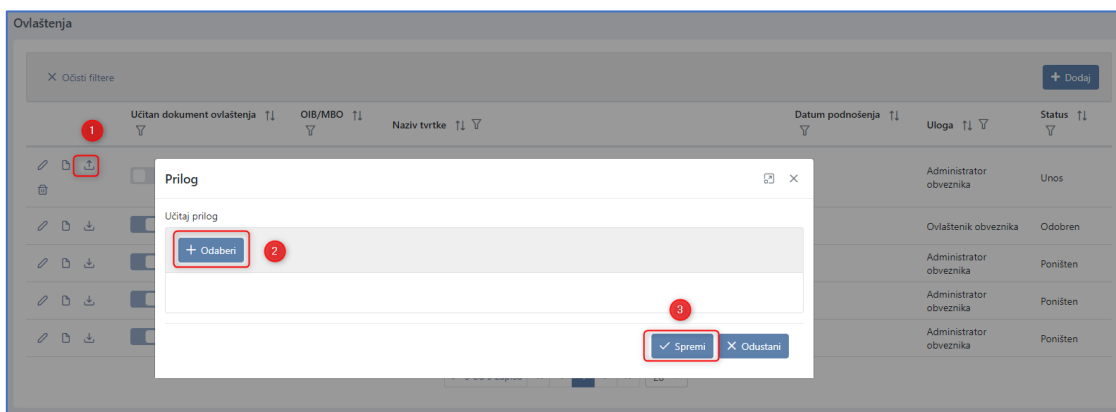 Ovlaštenja
Očisti filtere
Dodaj
Učitan dokument ovlaštenja
OIB/MBO
Naziv tvrtke
Datum podnošenja
Uloga
Status
1
Administrator
obveznika
Unos
Prilog
Učitaj prilog
Odaberi
2
Ovlaštenik obveznika
Odobren
Administrator
obveznika
Poništen
Administrator
obveznika
Poništen
3
Administrator
obveznika
Poništen
Spremi
Odustani